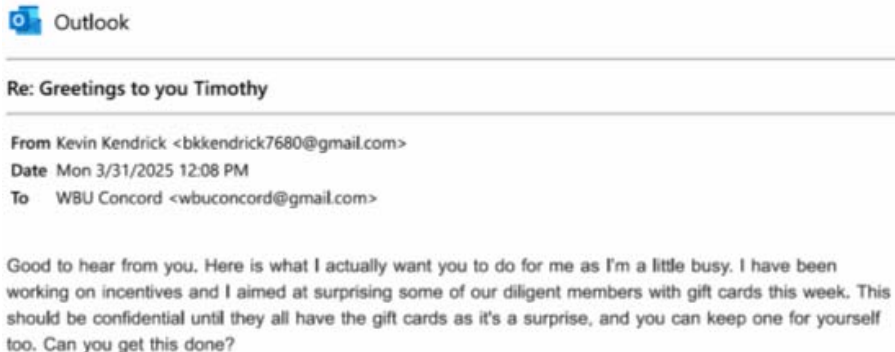 Outlook
Re: Greetings to you Timothy
From Kevin Kendrick <bkkendrick7680@gmail.com>
Date Mon 3/31/2025 12:08 PM
To WBU Concord <wbuconcord@gmail.com>
Good to hear from you. Here is what I actually want you to do for me as I'm a little busy. I have been
working on incentives and I aimed at surprising some of our diligent members with gift cards this week. This
should be confidential until they all have the gift cards as it's a surprise, and you can keep one for yourself
too. Can you get this done?